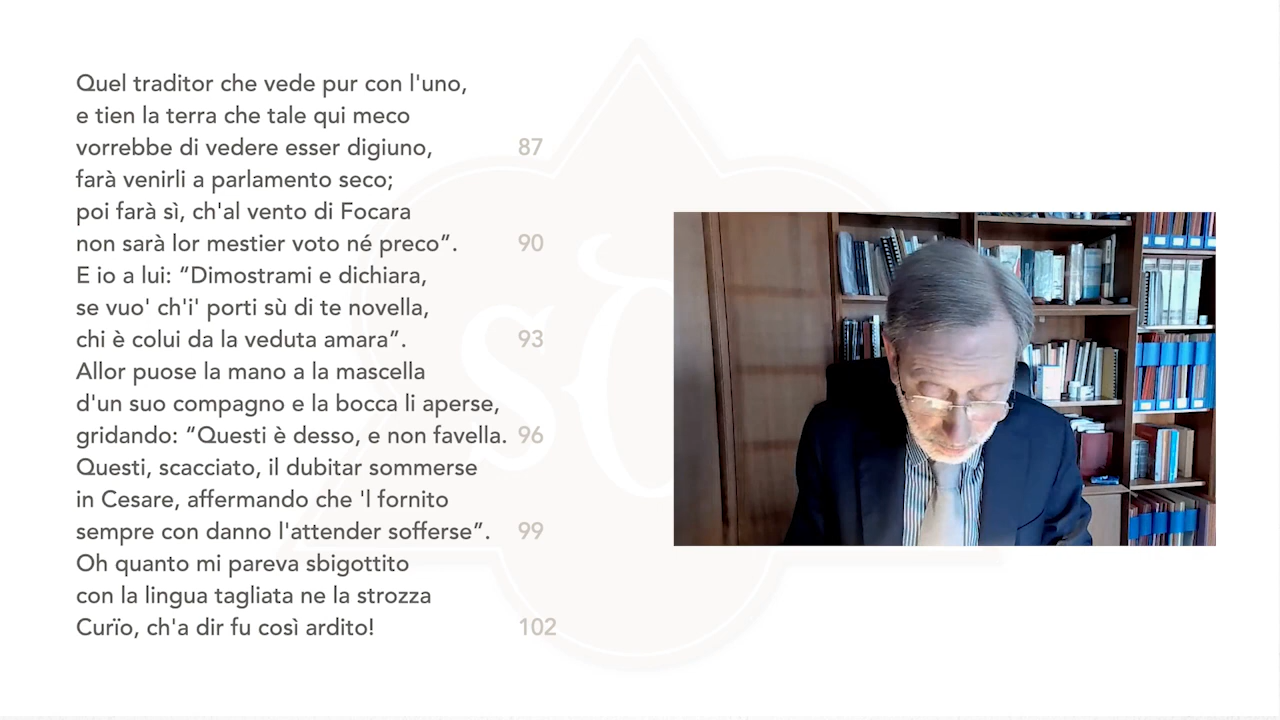 Quel traditor che vede pur con l'uno,
e tien la terra che tale qui meco
vorrebbe di vedere esser digiuno, 87
farà venirli a parlamento seco;
poi farà sì, ch'al vento di Focara
non sarà lor mestier voto né preco”. 90
E io a lui: “Dimostrami e dichiara,
se vuo' ch'i' porti sù di te novella,
chi è colui da la veduta amara”. 93
Allor puose la mano a la mascella
d'un suo compagno e la bocca li aperse,
gridando: “Questi è desso, e non favella. 96
Questi, scacciato, il dubitar sommerse
in Cesare, affermando che 'l fornito
sempre con danno l'attender sofferse”. 99
Oh quanto mi pareva sbigottito
con la lingua tagliata ne la strozza
Curïo, ch'a dir fu così ardito! 102